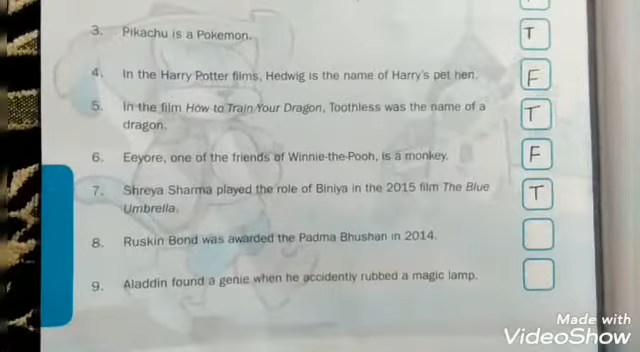 3. Pikachu is a Pokemon. T
4. In the Harry Potter films, Hedwig is the name of Harry's pet hen. F
5. In the film How to Train Your Dragon, Toothless was the name of a T
dragon.
6. Eeyore, one of the friends of Winnie-the-Pooh, is a monkey. F
7. Shreya Sharma played the role of Biniya in the 2015 film The Blue T
Umbrella.
8. Ruskin Bond was awarded the Padma Bhushan in 2014.
9. Aladdin found a genie when he accidently rubbed a magic lamp.
Made with
VideoShow